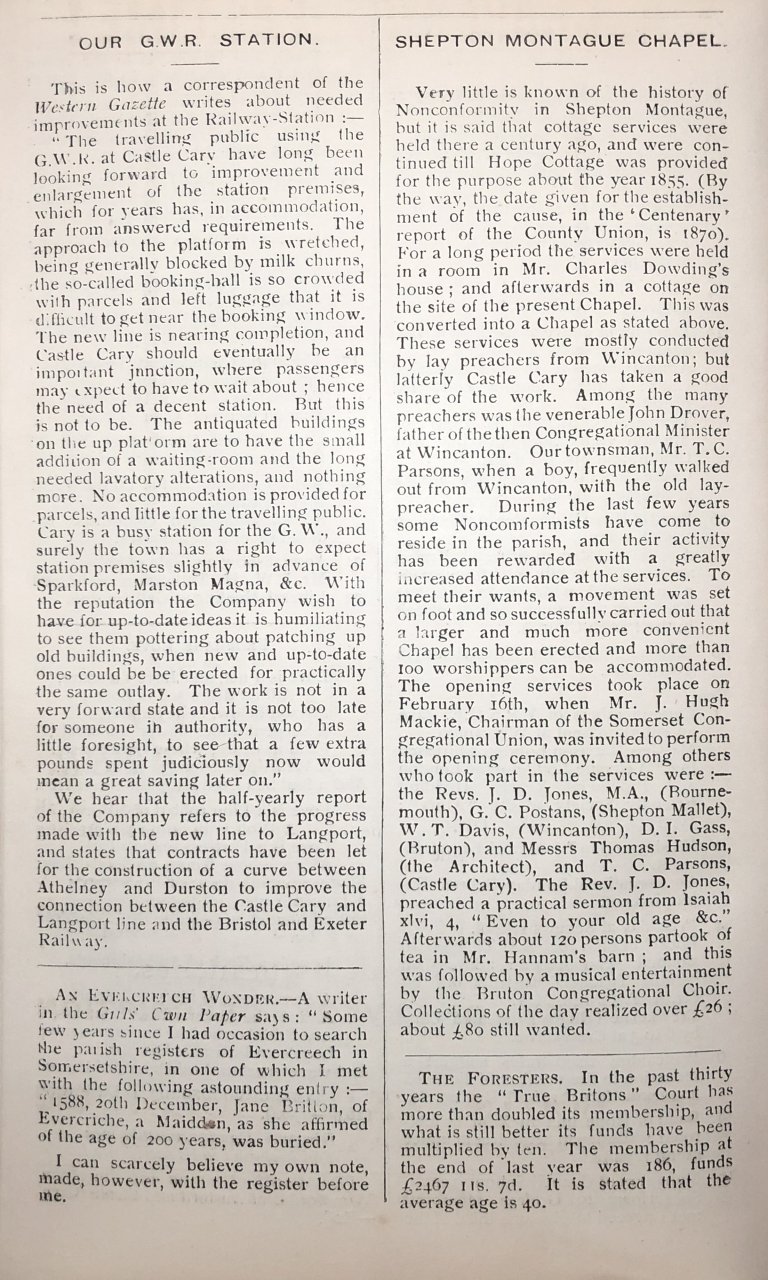 OUR G.W.R. STATION.
This is how a correspondent of the
Western Gazette writes about needed
improvements at the Railway-Station :—
“ The travelling public using the
G.W.R. at Castle Cary have long been
looking forward to improvement and
enlargement of the station premises,
which for years has, in accommodation,
far from answered requirements. The
approach to the platform is wretched,
being generally blocked by milk churns,
the so-called booking-hall is so crowded
with parcels and left luggage that it is
difficult to get near the booking window.
The new line is nearing completion, and
Castle Cary should eventually be an
important jnnction, where passengers
may expect to have to wait about ; hence
the need of a decent station. But this
is not to be. The antiquated buildings
on the up platform are to have the small
addition of a waiting-room and the long
needed lavatory alterations, and nothing
more. No accommodation is provided for
parcels, and little for the travelling public.
Cary is a busy station for the G. W., and
surely the town has a right to expect
station premises slightly in advance of
Sparkford, Marston Magna, &c. With
the reputation the Company wish to
have for up-to-date ideas it is humiliating
to see them pottering about patching up
old buildings, when new and up-to-date
ones could be be erected for practically
the same outlay. The work is not in a
very forward state and it is not too late
for someone in authority, who has a
little foresight, to see that a few extra
pounds spent judiciously now would
mean a great saving later on.”
We hear that the half-yearly report
of the Company refers to the progress
made with the new line to Langport,
and states that contracts have been let
for the construction of a curve between
Athelney and Durston to improve the
connection between the Castle Cary and
Langport line and the Bristol and Exeter
Railway.
AN EVERCREECH WONDER.—A writer
in the Girls' Own Paper says : “ Some
few years since I had occasion to search
the parish registers of Evercreech in
Somersetshire, in one of which I met
with the following astounding entry :—
“ 1588, 20th December, Jane Britton, of
Evercriche, a Maidden, as she affirmed
of the age of 200 years, was buried.”
I can scarcely believe my own note,
made, however, with the register before
me.
SHEPTON MONTAGUE CHAPEL.
Very little is known of the history of
Nonconformity in Shepton Montague,
but it is said that cottage services were
held there a century ago, and were con-
tinued till Hope Cottage was provided
for the purpose about the year 1855. (By
the way, the date given for the establish-
ment of the cause, in the ‘ Centenary ’
report of the County Union, is 1870).
For a long period the services were held
in a room in Mr. Charles Dowding's
house ; and afterwards in a cottage on
the site of the present Chapel. This was
converted into a Chapel as stated above.
These services were mostly conducted
by lay preachers from Wincanton; but
latterly Castle Cary has taken a good
share of the work. Among the many
preachers was the venerable John Drover,
father of the then Congregational Minister
at Wincanton. Our townsman, Mr. T. C.
Parsons, when a boy, frequently walked
out from Wincanton, with the old lay-
preacher. During the last few years
some Noncomformists have come to
reside in the parish, and their activity
has been rewarded with a greatly
increased attendance at the services. To
meet their wants, a movement was set
on foot and so successfully carried out that
a larger and much more convenient
Chapel has been erected and more than
100 worshippers can be accommodated.
The opening services took place on
February 16th, when Mr. J. Hugh
Mackie, Chairman of the Somerset Con-
gregational Union, was invited to perform
the opening ceremony. Among others
who took part in the services were :—
the Revs. J. D. Jones, M.A., (Bourne-
mouth), G. C. Postans, (Shepton Mallet),
W. T. Davis, (Wincanton), D. I. Gass,
(Bruton), and Messrs Thomas Hudson,
(the Architect), and T. C. Parsons,
(Castle Cary). The Rev. J. D. Jones,
preached a practical sermon from Isaiah
xlvi, 4, “ Even to your old age &c.”
Afterwards about 120 persons partook of
tea in Mr. Hannam's barn ; and this
was followed by a musical entertainment
by the Bruton Congregational Choir.
Collections of the day realized over £26 ;
about £80 still wanted.
THE FORESTERS. In the past thirty
years the “ True Britons ” Court has
more than doubled its membership, and
what is still better its funds have been
multiplied by ten. The membership at
the end of last year was 186, funds
£2467 11s. 7d. It is stated that the
average age is 40.